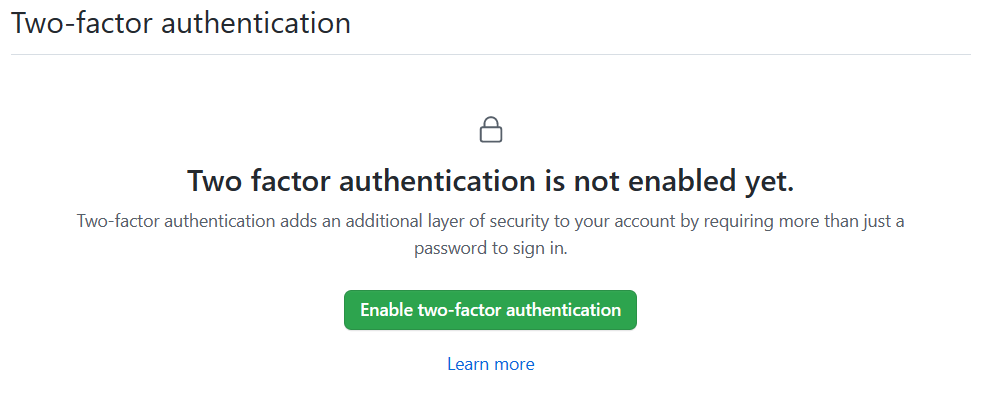 Two-factor authentication
Two factor authentication is not enabled yet.
Two-factor authentication adds an additional layer of security to your account by requiring more than just a
password to sign in.
Enable two-factor authentication
Learn more